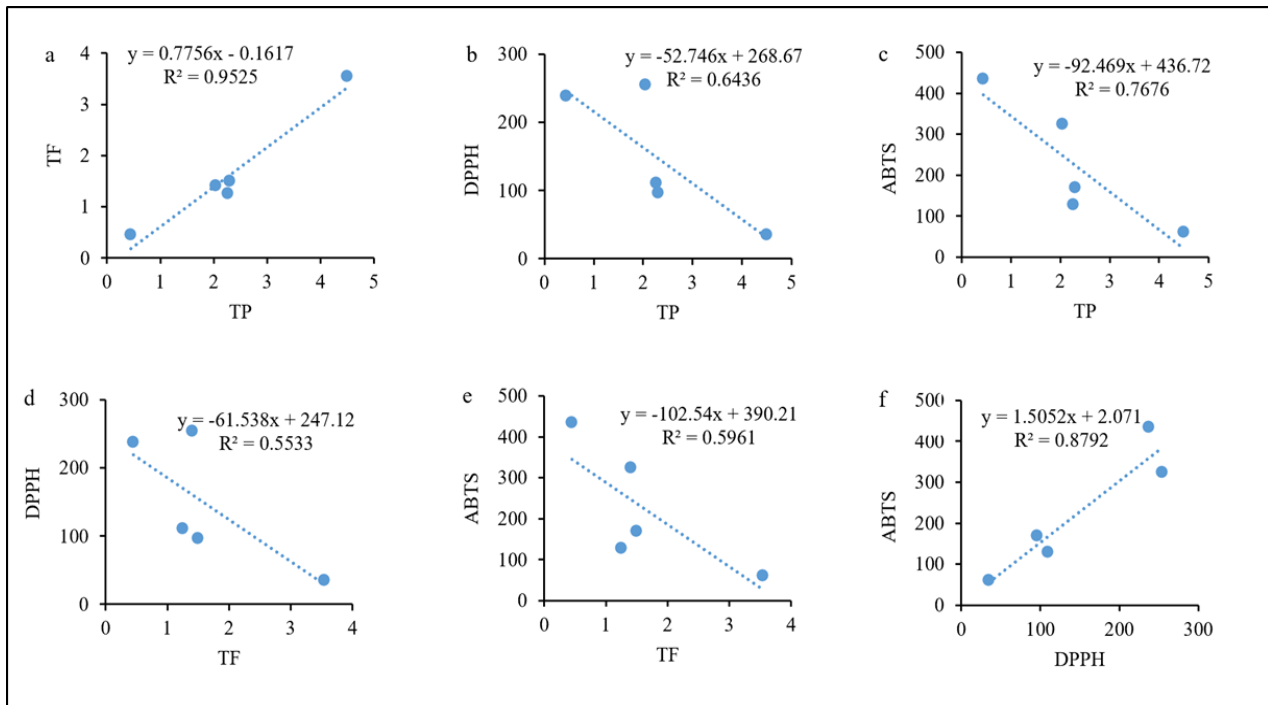 a
y = 0.7756x - 0.1617
R² = 0.9525
4
3
2
1
0
TF
0 1 2 3 4 5
TP
b
y = -52.746x + 268.67
R² = 0.6436
300
200
100
0
DPPH
0 1 2 3 4 5
TP
c
y = -92.469x + 436.72
R² = 0.7676
500
400
300
200
100
0
ABTS
0 1 2 3 4 5
TP
d
y = -61.538x + 247.12
R² = 0.5533
300
200
100
0
DPPH
0 1 2 3 4
TF
e
y = -102.54x + 390.21
R² = 0.5961
500
400
300
200
100
0
ABTS
0 1 2 3 4
TF
f
y = 1.5052x + 2.071
R² = 0.8792
500
400
300
200
100
0
ABTS
0 100 200 300
DPPH